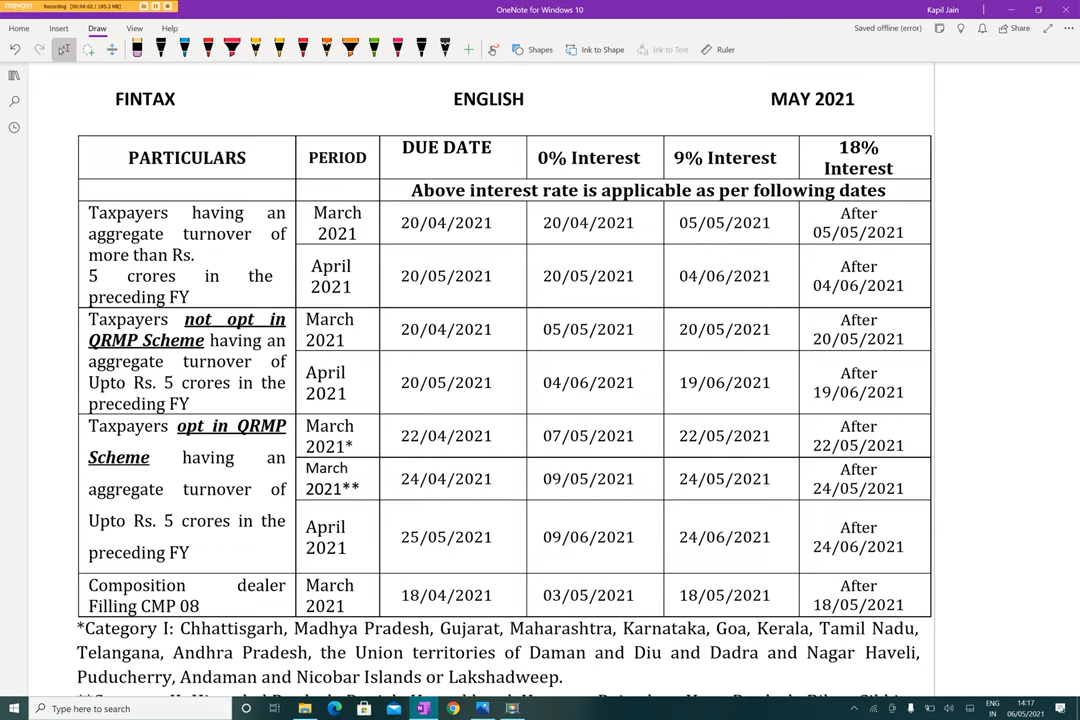 movavi Recording [00:04:02 / 195.3 MB]
OneNote for Windows 10
Kapil Jain
Home Insert Draw View Help
Saved offline (error) Share
Shapes Ink to Shape Ink to Text Ruler
FINTAX ENGLISH MAY 2021
PARTICULARS PERIOD DUE DATE 0% Interest 9% Interest 18% Interest
Above interest rate is applicable as per following dates
Taxpayers having an aggregate turnover of more than Rs. 5 crores in the preceding FY
March 2021 20/04/2021 20/04/2021 05/05/2021 After 05/05/2021
April 2021 20/05/2021 20/05/2021 04/06/2021 After 04/06/2021
Taxpayers not opt in QRMP Scheme having an aggregate turnover of Upto Rs. 5 crores in the preceding FY
March 2021 20/04/2021 05/05/2021 20/05/2021 After 20/05/2021
April 2021 20/05/2021 04/06/2021 19/06/2021 After 19/06/2021
Taxpayers opt in QRMP Scheme having an aggregate turnover of Upto Rs. 5 crores in the preceding FY
March 2021* 22/04/2021 07/05/2021 22/05/2021 After 22/05/2021
March 2021** 24/04/2021 09/05/2021 24/05/2021 After 24/05/2021
April 2021 25/05/2021 09/06/2021 24/06/2021 After 24/06/2021
Composition dealer Filling CMP 08
March 2021 18/04/2021 03/05/2021 18/05/2021 After 18/05/2021
*Category I: Chhattisgarh, Madhya Pradesh, Gujarat, Maharashtra, Karnataka, Goa, Kerala, Tamil Nadu,
Telangana, Andhra Pradesh, the Union territories of Daman and Diu and Dadra and Nagar Haveli,
Puducherry, Andaman and Nicobar Islands or Lakshadweep.
Type here to search
ENG
IN
14:17
06/05/2021